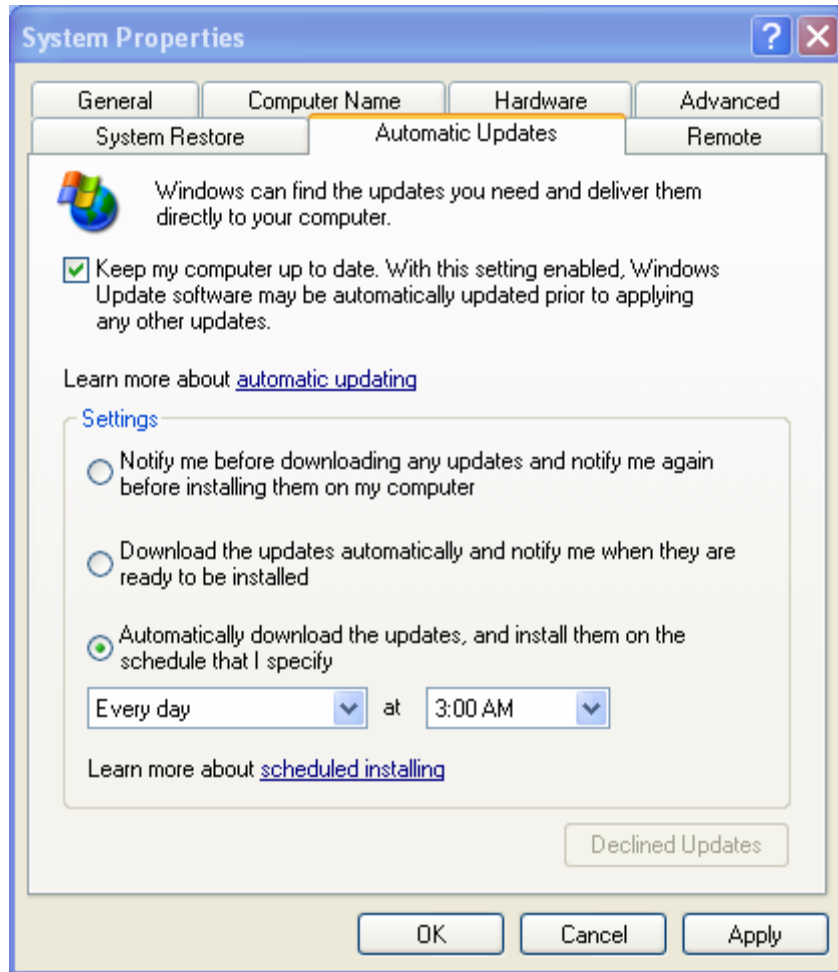 System Properties
General
Computer Name
Hardware
Advanced
System Restore
Automatic Updates
Remote
Windows can find the updates you need and deliver them
directly to your computer.
Keep my computer up to date. With this setting enabled, Windows
Update software may be automatically updated prior to applying
any other updates.
Learn more about automatic updating
Settings
Notify me before downloading any updates and notify me again
before installing them on my computer
Download the updates automatically and notify me when they are
ready to be installed
Automatically download the updates, and install them on the
schedule that I specify
Every day at 3:00 AM
Learn more about scheduled installing
Declined Updates
OK
Cancel
Apply